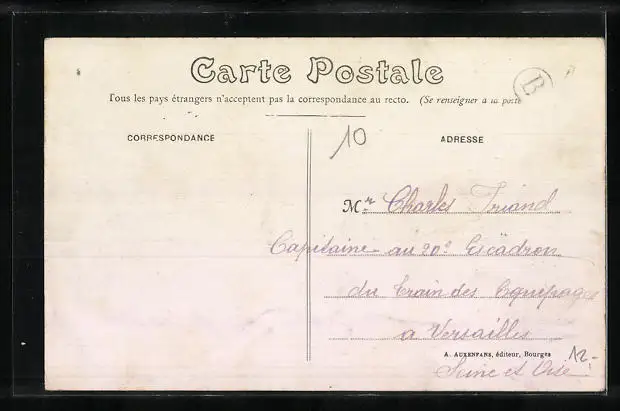 Carte Postale
Tous les pays étrangers n'acceptent pas la correspondance au recto. (Se renseigner à la poste
B
CORRESPONDANCE
10
ADRESSE
Mr Charles Friand
Capitaine au 20e Escadron
du train des Equipages
a Versailles
A. AUXENFANS, éditeur, Bourges
12-
Seine et Oise